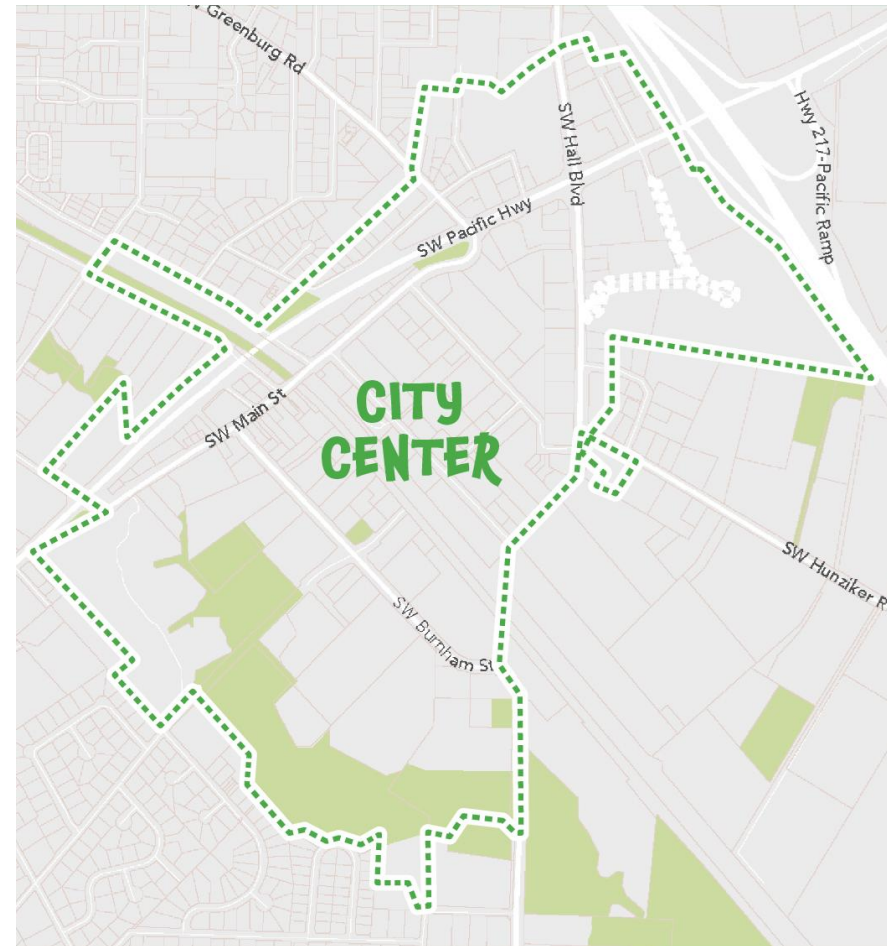 Greenburg Rd
SW Hall Blvd
Hwy 217-Pacific Ramp
SW Pacific Hwy
SW Main St
CITY
CENTER
SW Hunziker R
SW Burnham St